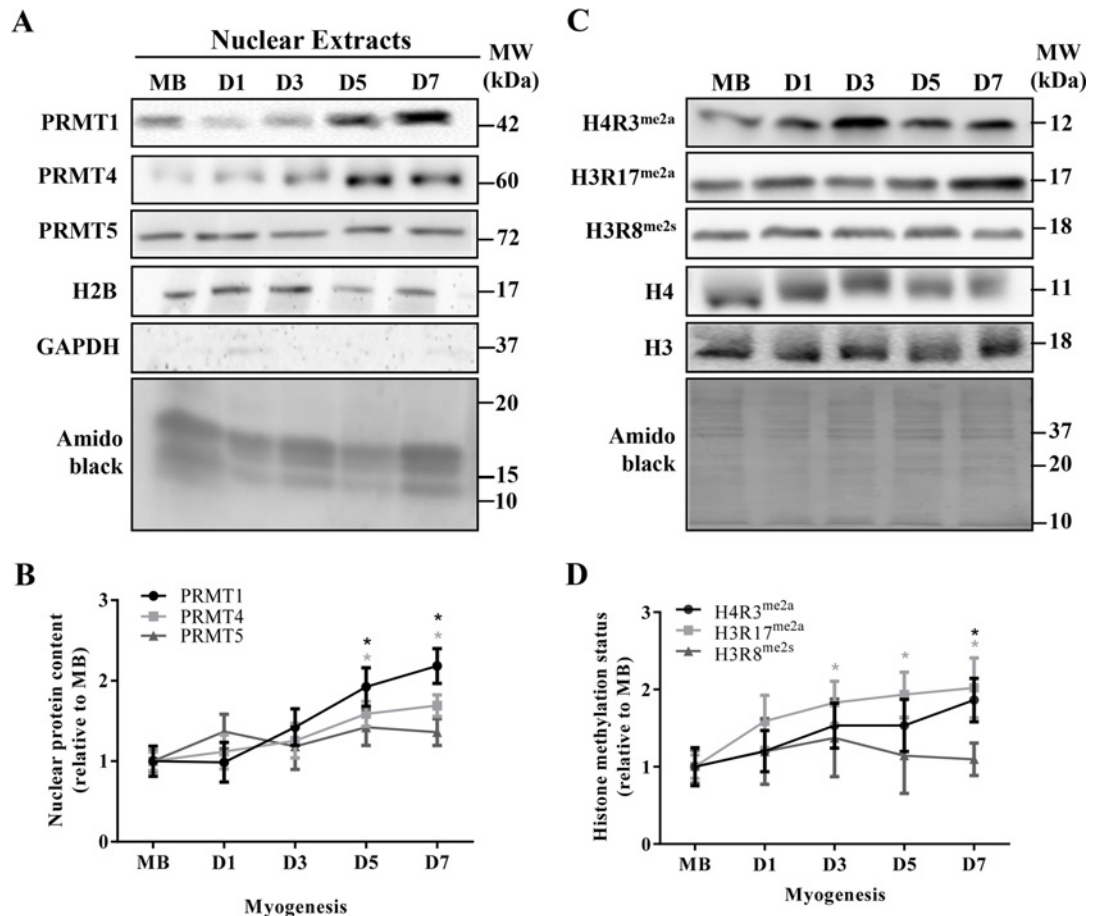 A
Nuclear Extracts
MW
(kDa)
MB D1 D3 D5 D7
PRMT1
42
PRMT4
60
PRMT5
72
H2B
17
GAPDH
37
Amido
black
20
15
10
B
PRMT1
PRMT4
PRMT5
Nuclear protein content
(relative to MB)
3
2
1
0
* * * *
MB D1 D3 D5 D7
Myogenesis
C
MW
(kDa)
MB D1 D3 D5 D7
H4R3me2a
12
H3R17me2a
17
H3R8me2s
18
H4
11
H3
18
Amido
black
37
20
10
D
H4R3me2a
H3R17me2a
H3R8me2s
Histone methylation status
(relative to MB)
3
2
1
0
* * * *
MB D1 D3 D5 D7
Myogenesis